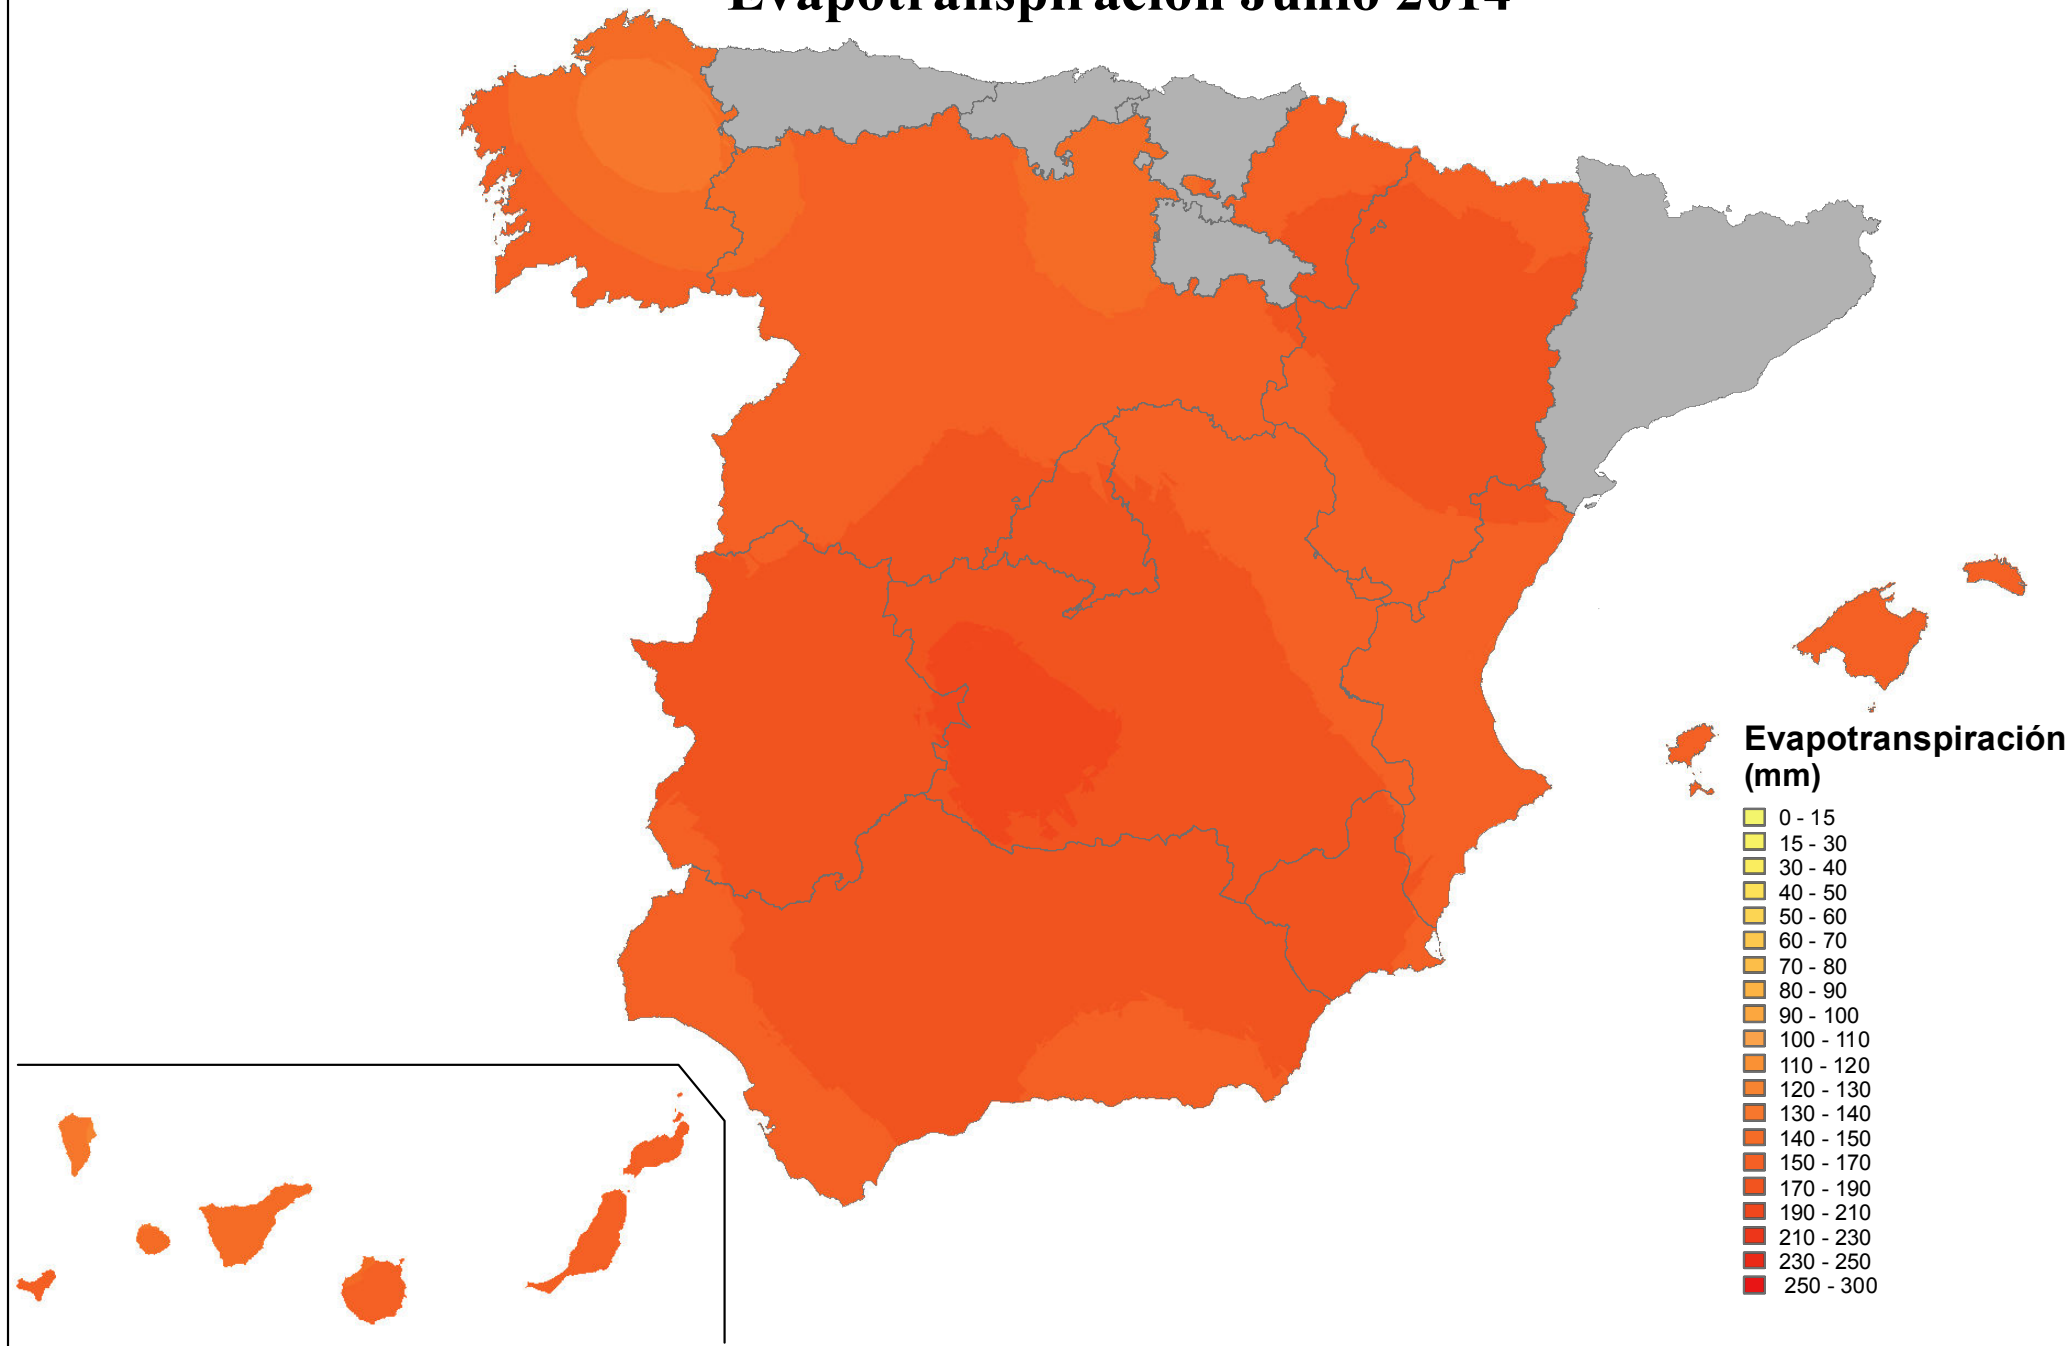 Evapotranspiración Junio 2014
Evapotranspiración
(mm)
0 - 15
15 - 30
30 - 40
40 - 50
50 - 60
60 - 70
70 - 80
80 - 90
90 - 100
100 - 110
110 - 120
120 - 130
130 - 140
140 - 150
150 - 170
170 - 190
190 - 210
210 - 230
230 - 250
250 - 300